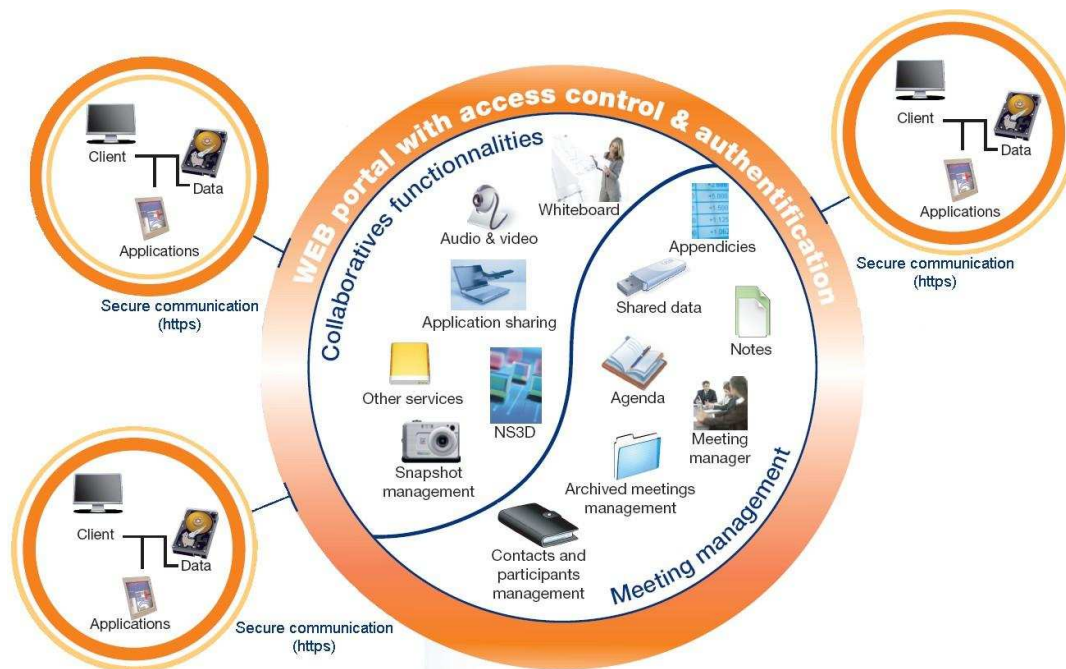 WEB portal with access control & authentification
Collaboratives functionnalities
Whiteboard
Audio & video
Application sharing
Other services
NS3D
Snapshot
management
Appendicies
Shared data
Notes
Agenda
Meeting
manager
Archived meetings
management
Contacts and
participants
management
Meeting management
Client
Data
Applications
Secure communication
(https)
Client
Data
Applications
Secure communication
(https)
Client
Data
Applications
Secure communication
(https)